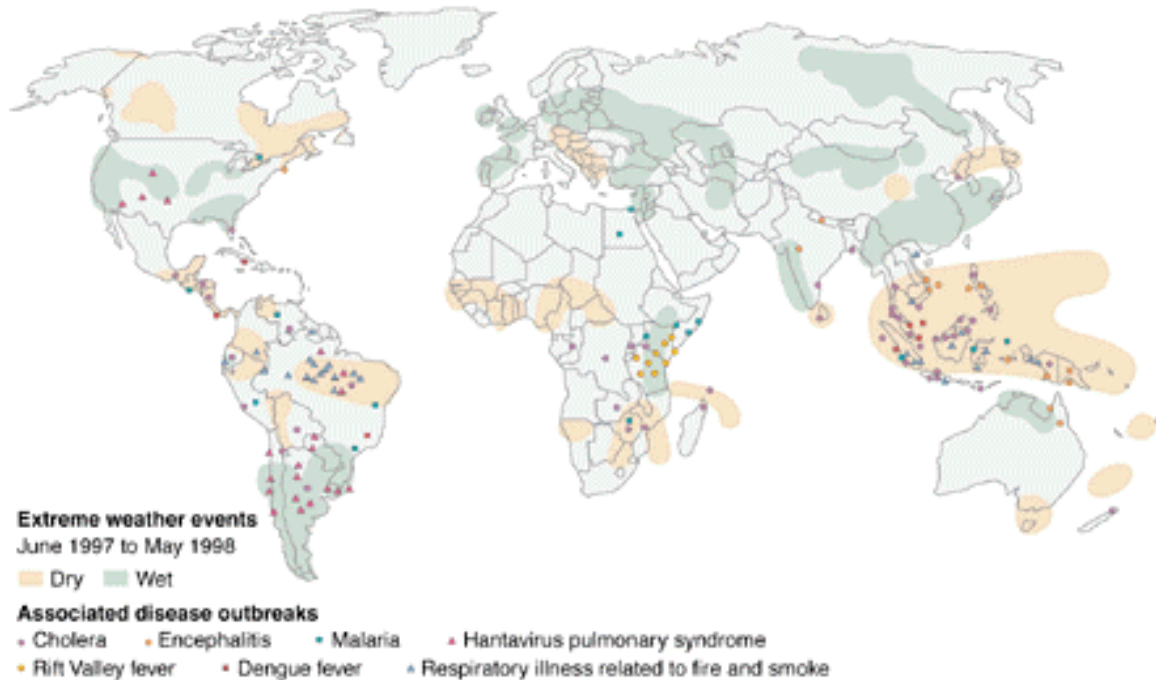 Extreme weather events
June 1997 to May 1998
Dry Wet
Associated disease outbreaks
Cholera Encephalitis Malaria Hantavirus pulmonary syndrome
Rift Valley fever Dengue fever Respiratory illness related to fire and smoke